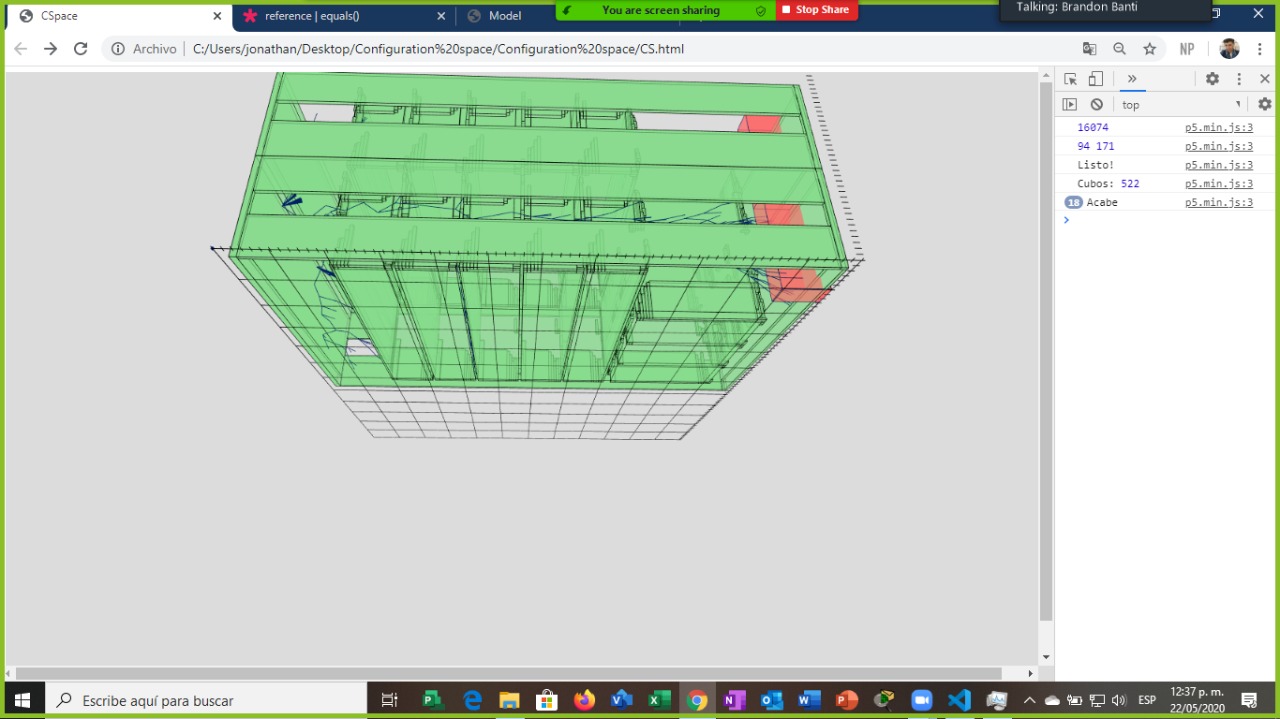 CSpace
reference | equals()
Model
You are screen sharing
Stop Share
Talking: Brandon Banti
Archivo
C:/Users/jonathan/Desktop/Configuration%20space/Configuration%20space/CS.html
NP
top
16074 p5.min.js:3
94 171 p5.min.js:3
Listo! p5.min.js:3
Cubos: 522 p5.min.js:3
18 Acabe p5.min.js:3
Escribe aquí para buscar
ESP
12:37 p. m.
22/05/2020